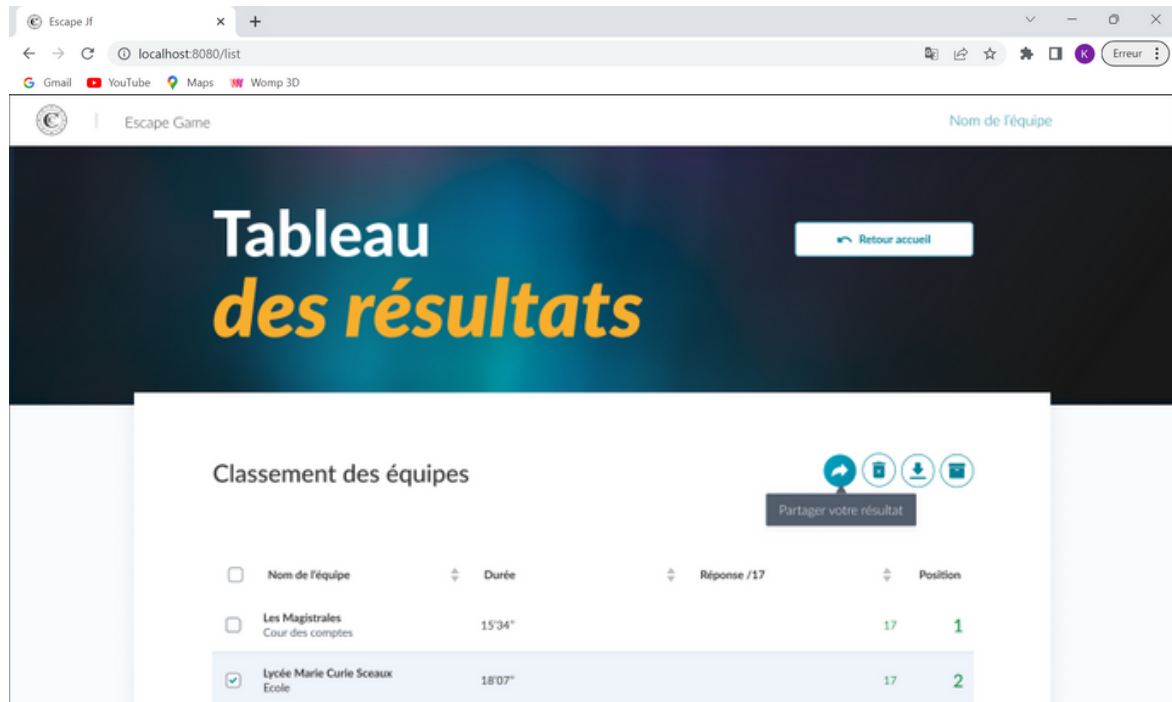 Escape Jf
localhost:8080/list
K
Erreur
Gmail YouTube Maps Womp 3D
Escape Game
Nom de l'équipe
Tableau
des résultats
Retour accueil
Classement des équipes
Partager votre résultat
Nom de l'équipe Durée Réponse /17 Position
Les Magistrales
Cour des comptes
15'34" 17 1
Lycée Marie Curie Sceaux
Ecole
18'07" 17 2